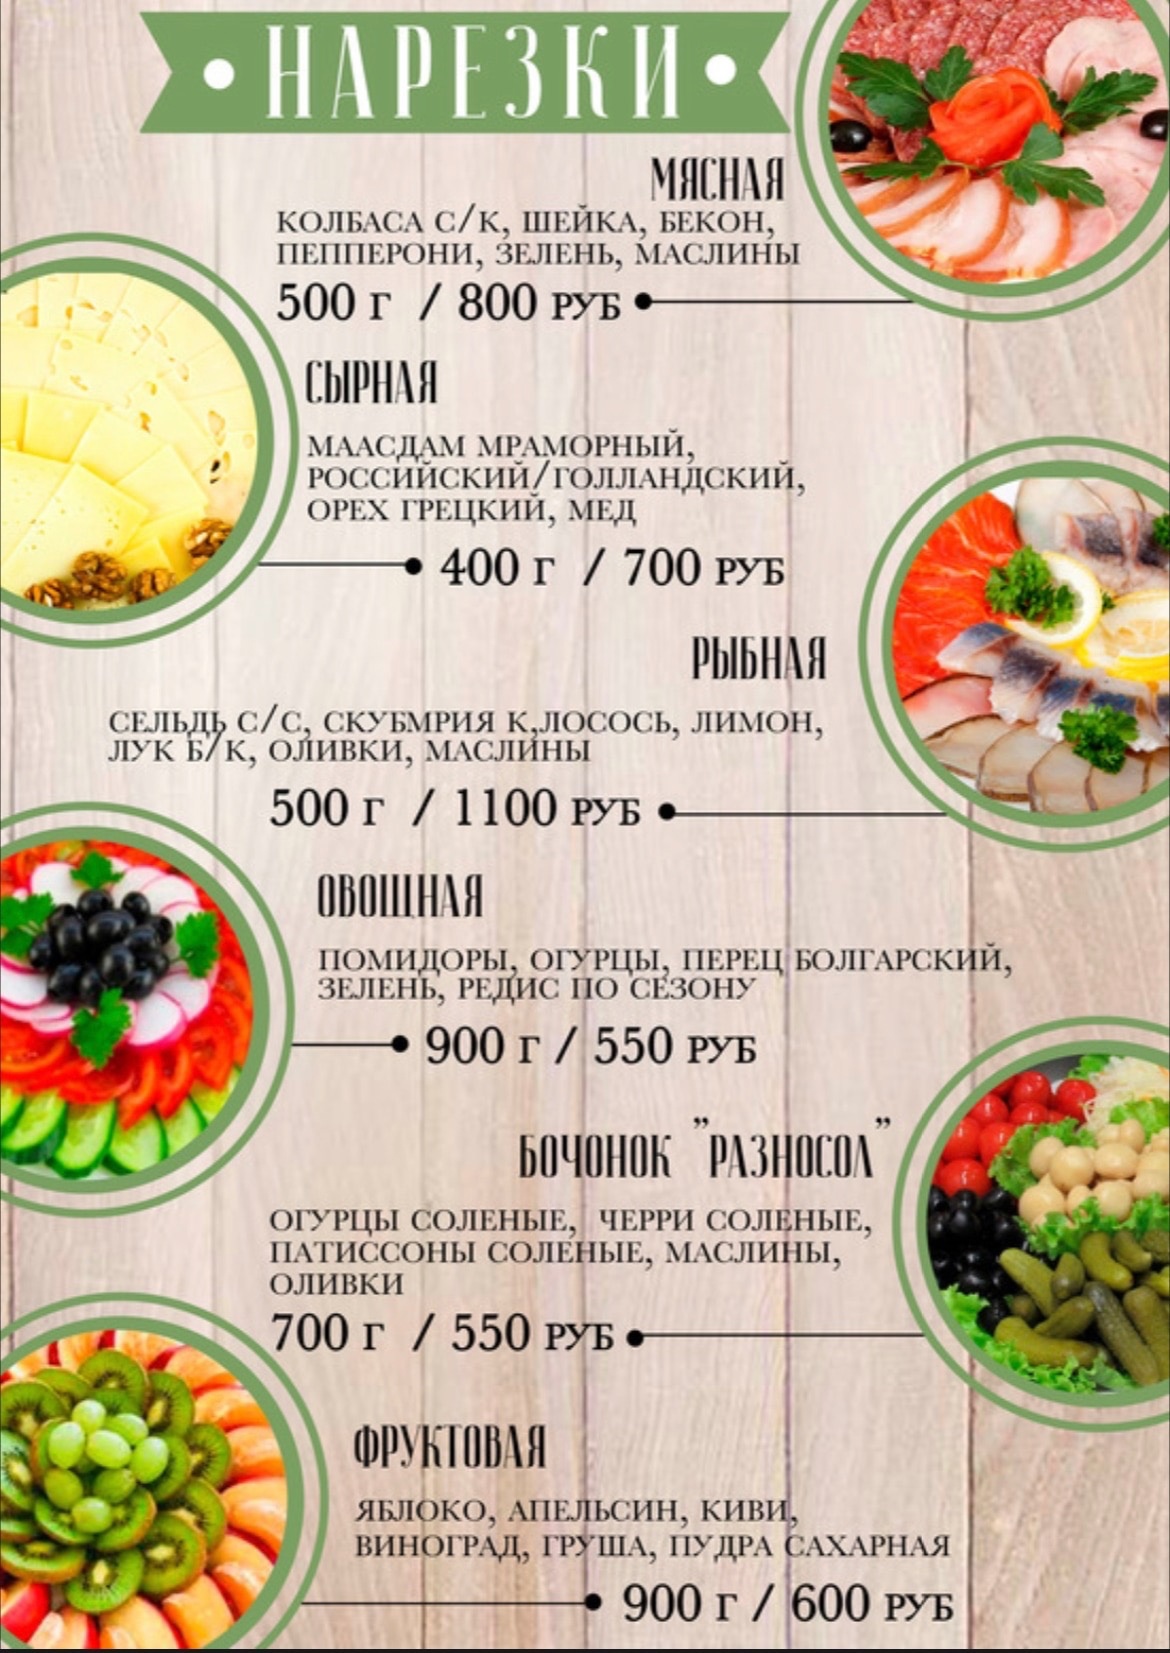 • НАРЕЗКИ •
МЯСНАЯ
КОЛБАСА С/К, ШЕЙКА, БЕКОН,
ПЕППЕРОНИ, ЗЕЛЕНЬ, МАСЛИНЫ
500 Г / 800 РУБ
СЫРНАЯ
МААСДАМ МРАМОРНЫЙ,
РОССИЙСКИЙ/ГОЛЛАНДСКИЙ,
ОРЕХ ГРЕЦКИЙ, МЕД
400 Г / 700 РУБ
РЫБНАЯ
СЕЛЬДЬ С/С, СКУБМРИЯ К,ЛОСОСЬ, ЛИМОН,
ЛУК Б/К, ОЛИВКИ, МАСЛИНЫ
500 Г / 1100 РУБ
ОВОЩНАЯ
ПОМИДОРЫ, ОГУРЦЫ, ПЕРЕЦ БОЛГАРСКИЙ,
ЗЕЛЕНЬ, РЕДИС ПО СЕЗОНУ
900 Г / 550 РУБ
БОЧОНОК "РАЗНОСОЛ"
ОГУРЦЫ СОЛЕНЫЕ, ЧЕРРИ СОЛЕНЫЕ,
ПАТИССОНЫ СОЛЕНЫЕ, МАСЛИНЫ,
ОЛИВКИ
700 Г / 550 РУБ
ФРУКТОВАЯ
ЯБЛОКО, АПЕЛЬСИН, КИВИ,
ВИНОГРАД, ГРУША, ПУДРА САХАРНАЯ
900 Г / 600 РУБ